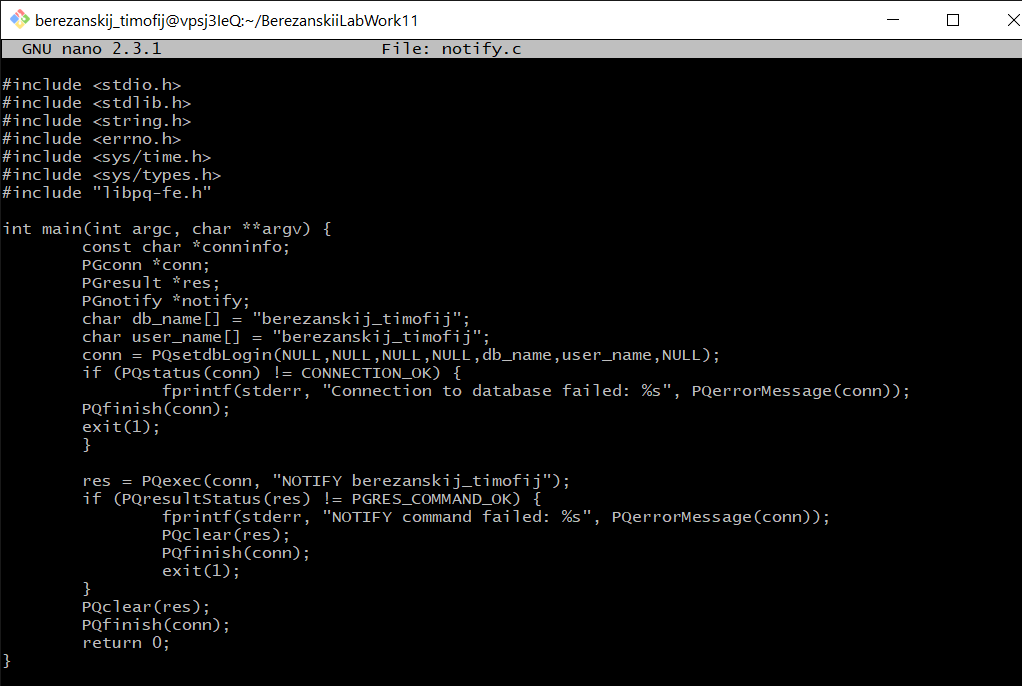 berezanskij_timofij@vpsj3IeQ:~/BerezanskiiLabWork11
GNU nano 2.3.1 File: notify.c
#include <stdio.h>
#include <stdlib.h>
#include <string.h>
#include <errno.h>
#include <sys/time.h>
#include <sys/types.h>
#include "libpq-fe.h"
int main(int argc, char **argv) {
        const char *conninfo;
        PGconn *conn;
        PGresult *res;
        PGnotify *notify;
        char db_name[] = "berezanskij_timofij";
        char user_name[] = "berezanskij_timofij";
        conn = PQsetdbLogin(NULL,NULL,NULL,NULL,db_name,user_name,NULL);
        if (PQstatus(conn) != CONNECTION_OK) {
                fprintf(stderr, "Connection to database failed: %s", PQerrorMessage(conn));
        PQfinish(conn);
        exit(1);
        }
        res = PQexec(conn, "NOTIFY berezanskij_timofij");
        if (PQresultStatus(res) != PGRES_COMMAND_OK) {
                fprintf(stderr, "NOTIFY command failed: %s", PQerrorMessage(conn));
                PQclear(res);
                PQfinish(conn);
                exit(1);
        }
        PQclear(res);
        PQfinish(conn);
        return 0;
}